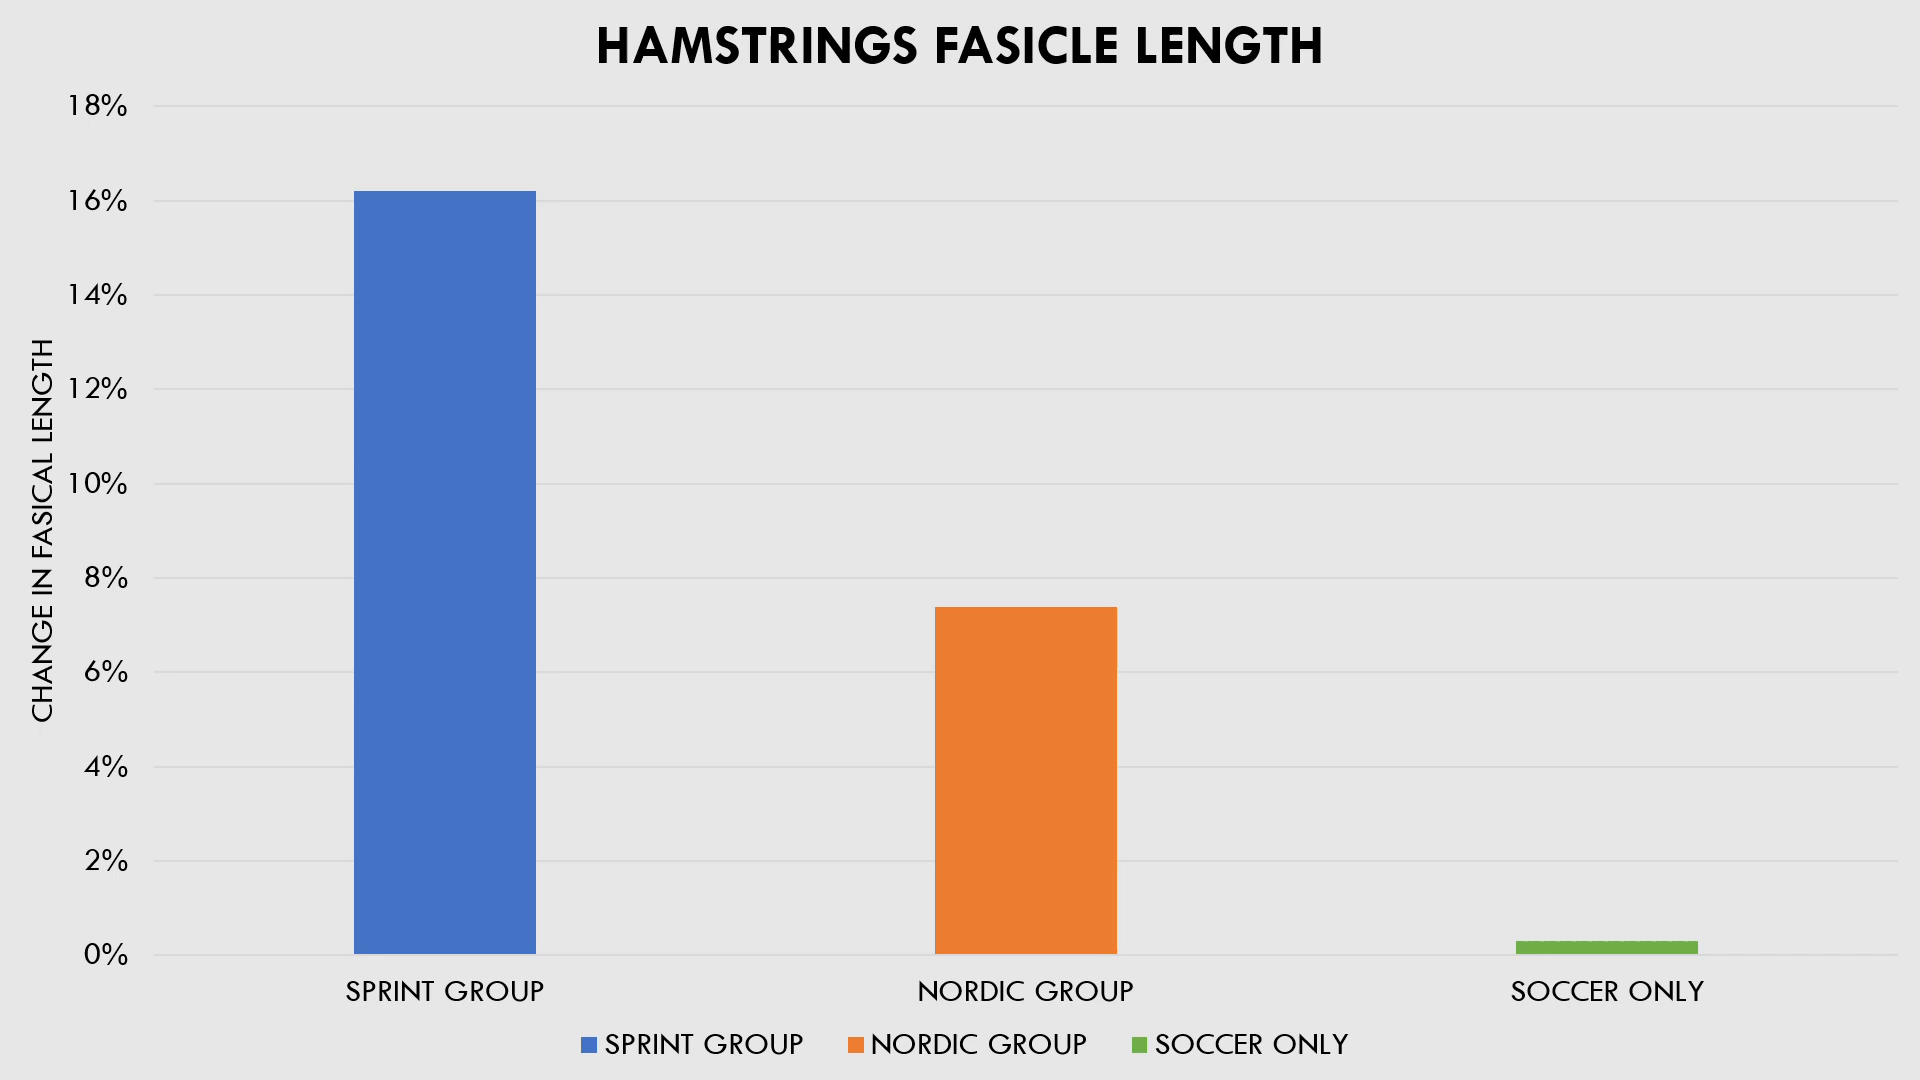 HAMSTRINGS FASICLE LENGTH
CHANGE IN FASICAL LENGTH
18%
16%
14%
12%
10%
8%
6%
4%
2%
0%
SPRINT GROUP
NORDIC GROUP
SOCCER ONLY
SPRINT GROUP
NORDIC GROUP
SOCCER ONLY